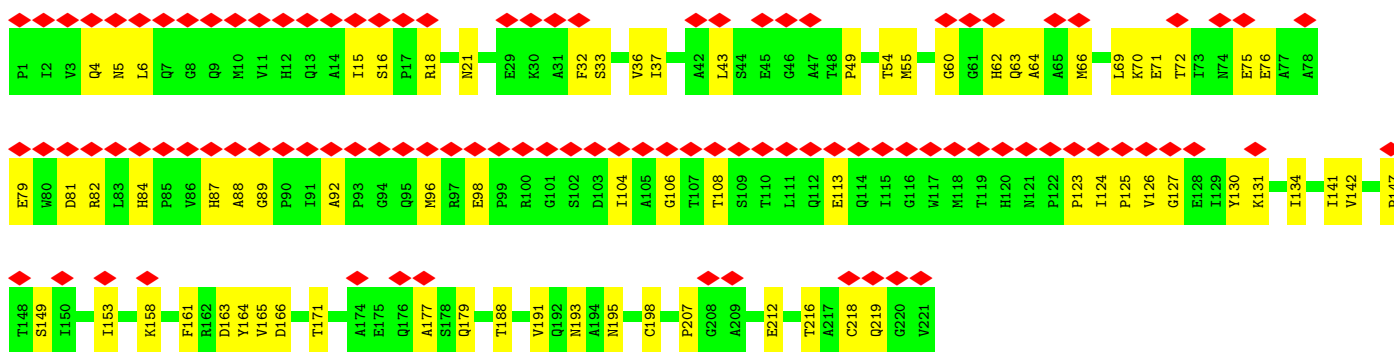 P1 I2 V3 Q4 N5 L6 Q7 G8 Q9 M10 V11 H12 Q13 A14 I15 S16 P17 R18 N21 E29 K30 A31 F32 S33 V36 I37 A42 L43 S44 E45 G46 A47 T48 P49 T54 M55 G60 G61 H62 Q63 A64 A65 M66 L69 K70 E71 T72 I73 N74 E75 E76 A77 A78
E79 W80 D81 R82 L83 H84 P85 V86 H87 A88 G89 P90 I91 A92 P93 G94 Q95 M96 R97 E98 P99 R100 G101 S102 D103 I104 A105 G106 T107 T108 S109 T110 L111 Q112 E113 Q114 I115 G116 W117 M118 T119 H120 N121 P122 P123 I124 P125 V126 G127 E128 I129 Y130 K131 I134 I141 V142 P147
T148 S149 I150 I153 K158 F161 R162 D163 Y164 V165 D166 T171 A174 E175 Q176 A177 S178 Q179 T188 V191 Q192 N193 A194 N195 C198 P207 G208 A209 E212 T216 A217 C218 Q219 G220 V221